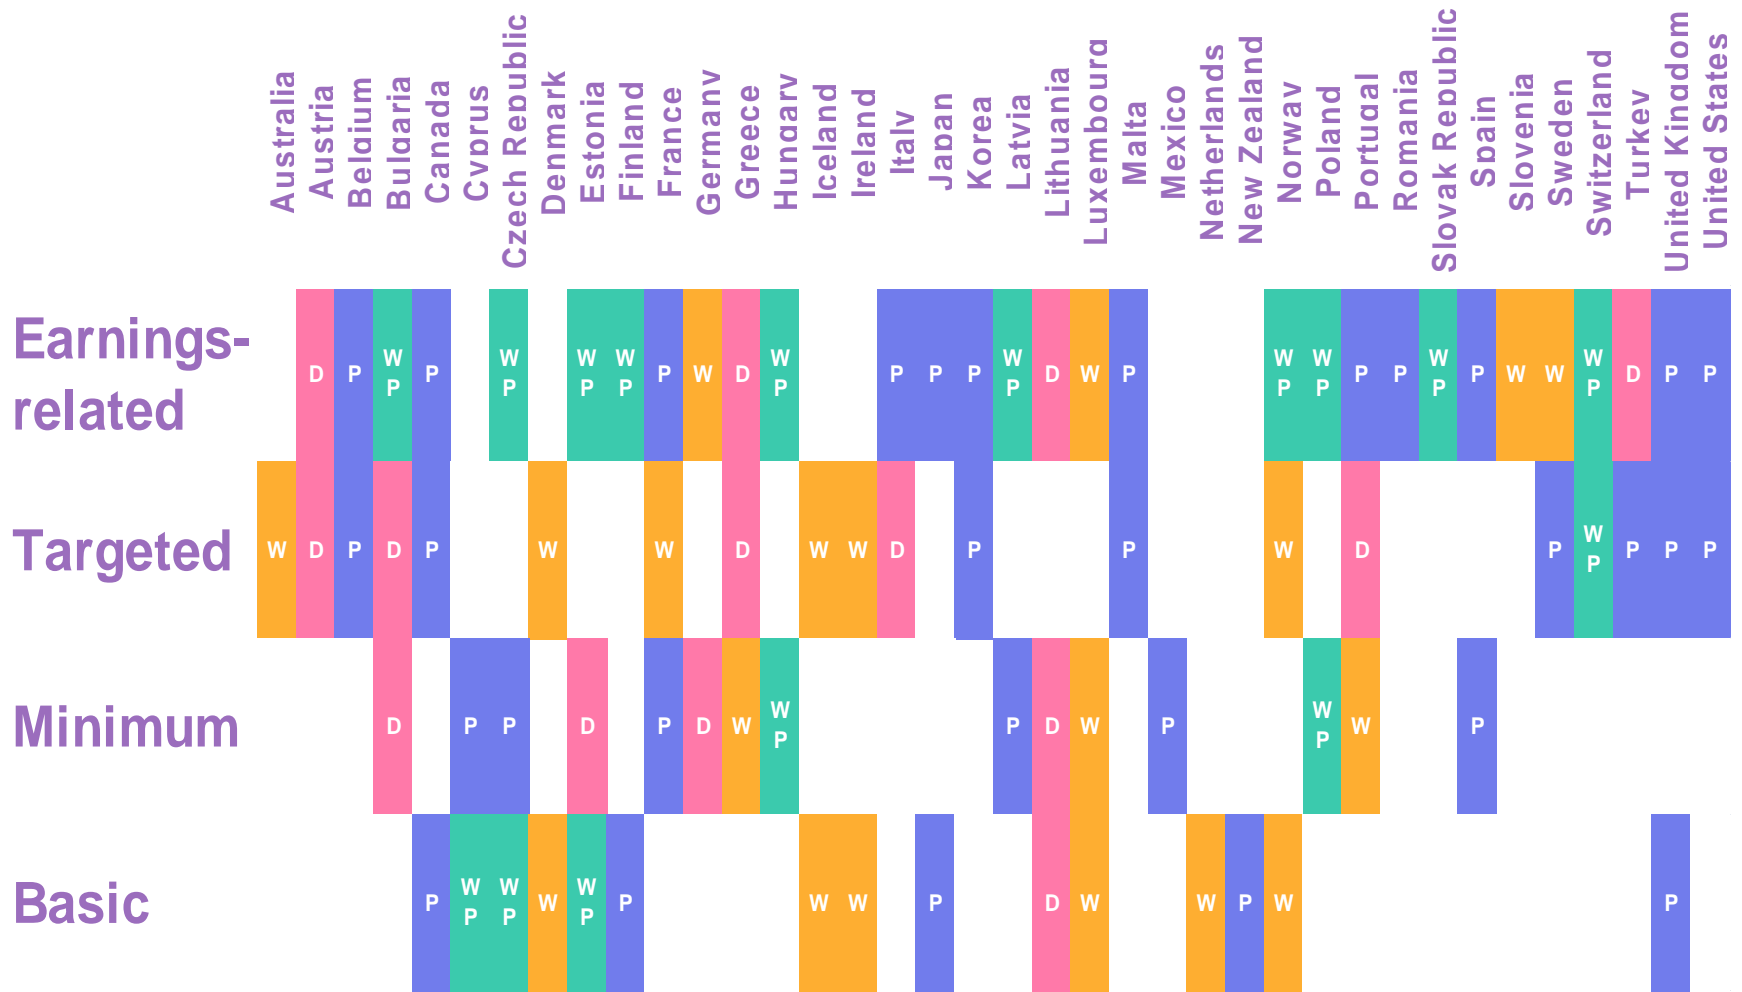 Australia
Austria
Belgium
Bulgaria
Canada
Cyprus
Czech Republic
Denmark
Estonia
Finland
France
Germany
Greece
Hungary
Iceland
Ireland
Italy
Japan
Korea
Latvia
Lithuania
Luxembourg
Malta
Mexico
Netherlands
New Zealand
Norway
Poland
Portugal
Romania
Slovak Republic
Spain
Slovenia
Sweden
Switzerland
Turkey
United Kingdom
United States
Earnings-
related
D P W P P W P W P W P P W D W P P P P W P D W P W P W P P P W P P W W W P D P P
Targeted
W D P D P W W D W W D P P W D P W P P P P
Minimum
D P P D P D W W P P D W P W P W P
Basic
P W P W P W W P P W W P D W W P W P